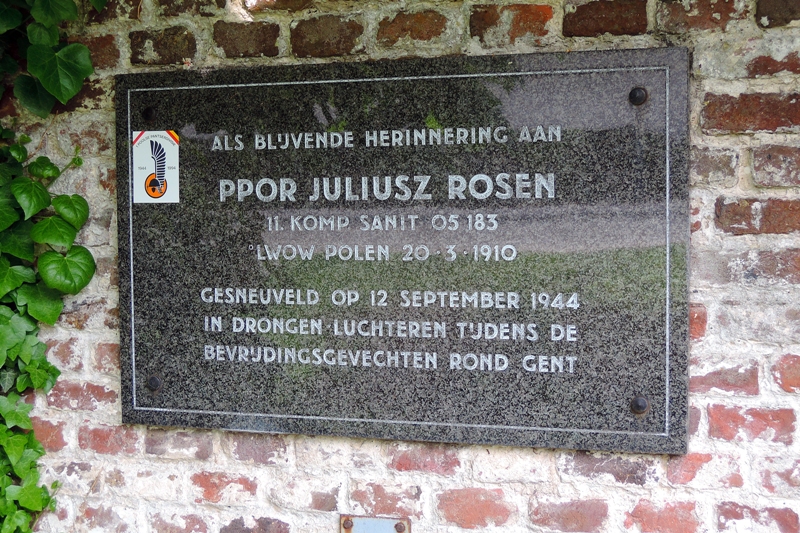 ALS BLIJVENDE HERINNERING AAN
PPOR JULIUSZ ROSEN
11. KOMP SANIT 05 183
°LWOW POLEN 20·3·1910
GESNEUVELD OP 12 SEPTEMBER 1944
IN DRONGEN-LUCHTEREN TIJDENS DE
BEVRIJDINGSGEVECHTEN ROND GENT